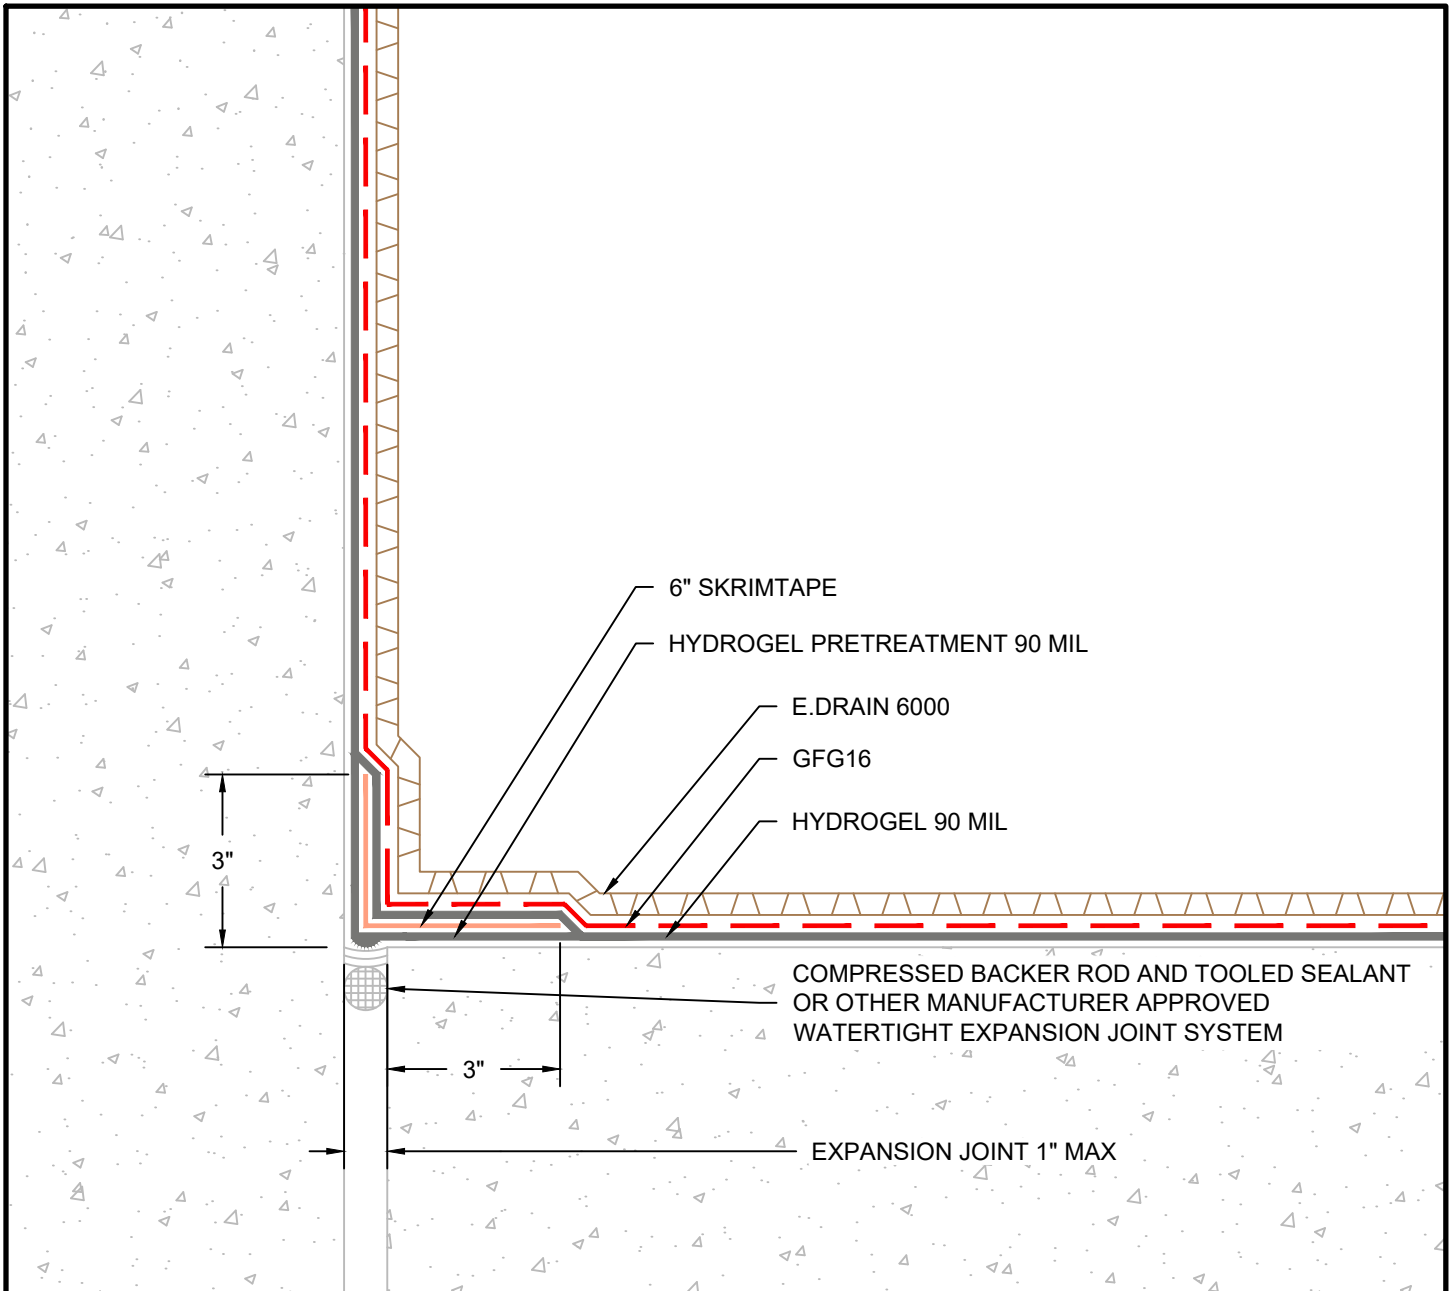 6" SKRIMTAPE
HYDROGEL PRETREATMENT 90 MIL
E.DRAIN 6000
GFG16
HYDROGEL 90 MIL
3"
COMPRESSED BACKER ROD AND TOOLED SEALANT
OR OTHER MANUFACTURER APPROVED
WATERTIGHT EXPANSION JOINT SYSTEM
3"
EXPANSION JOINT 1" MAX